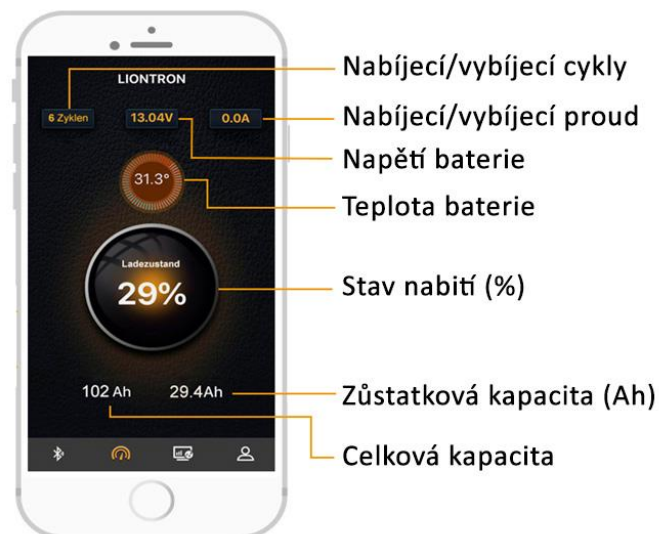 LIONTRON
6 Zyklen
13.04V
0.0A
31.3°
Ladezustand
29%
102 Ah
29.4Ah
Nabíjecí/vybíjecí cykly
Nabíjecí/vybíjecí proud
Napětí baterie
Teplota baterie
Stav nabití (%)
Zůstatková kapacita (Ah)
Celková kapacita